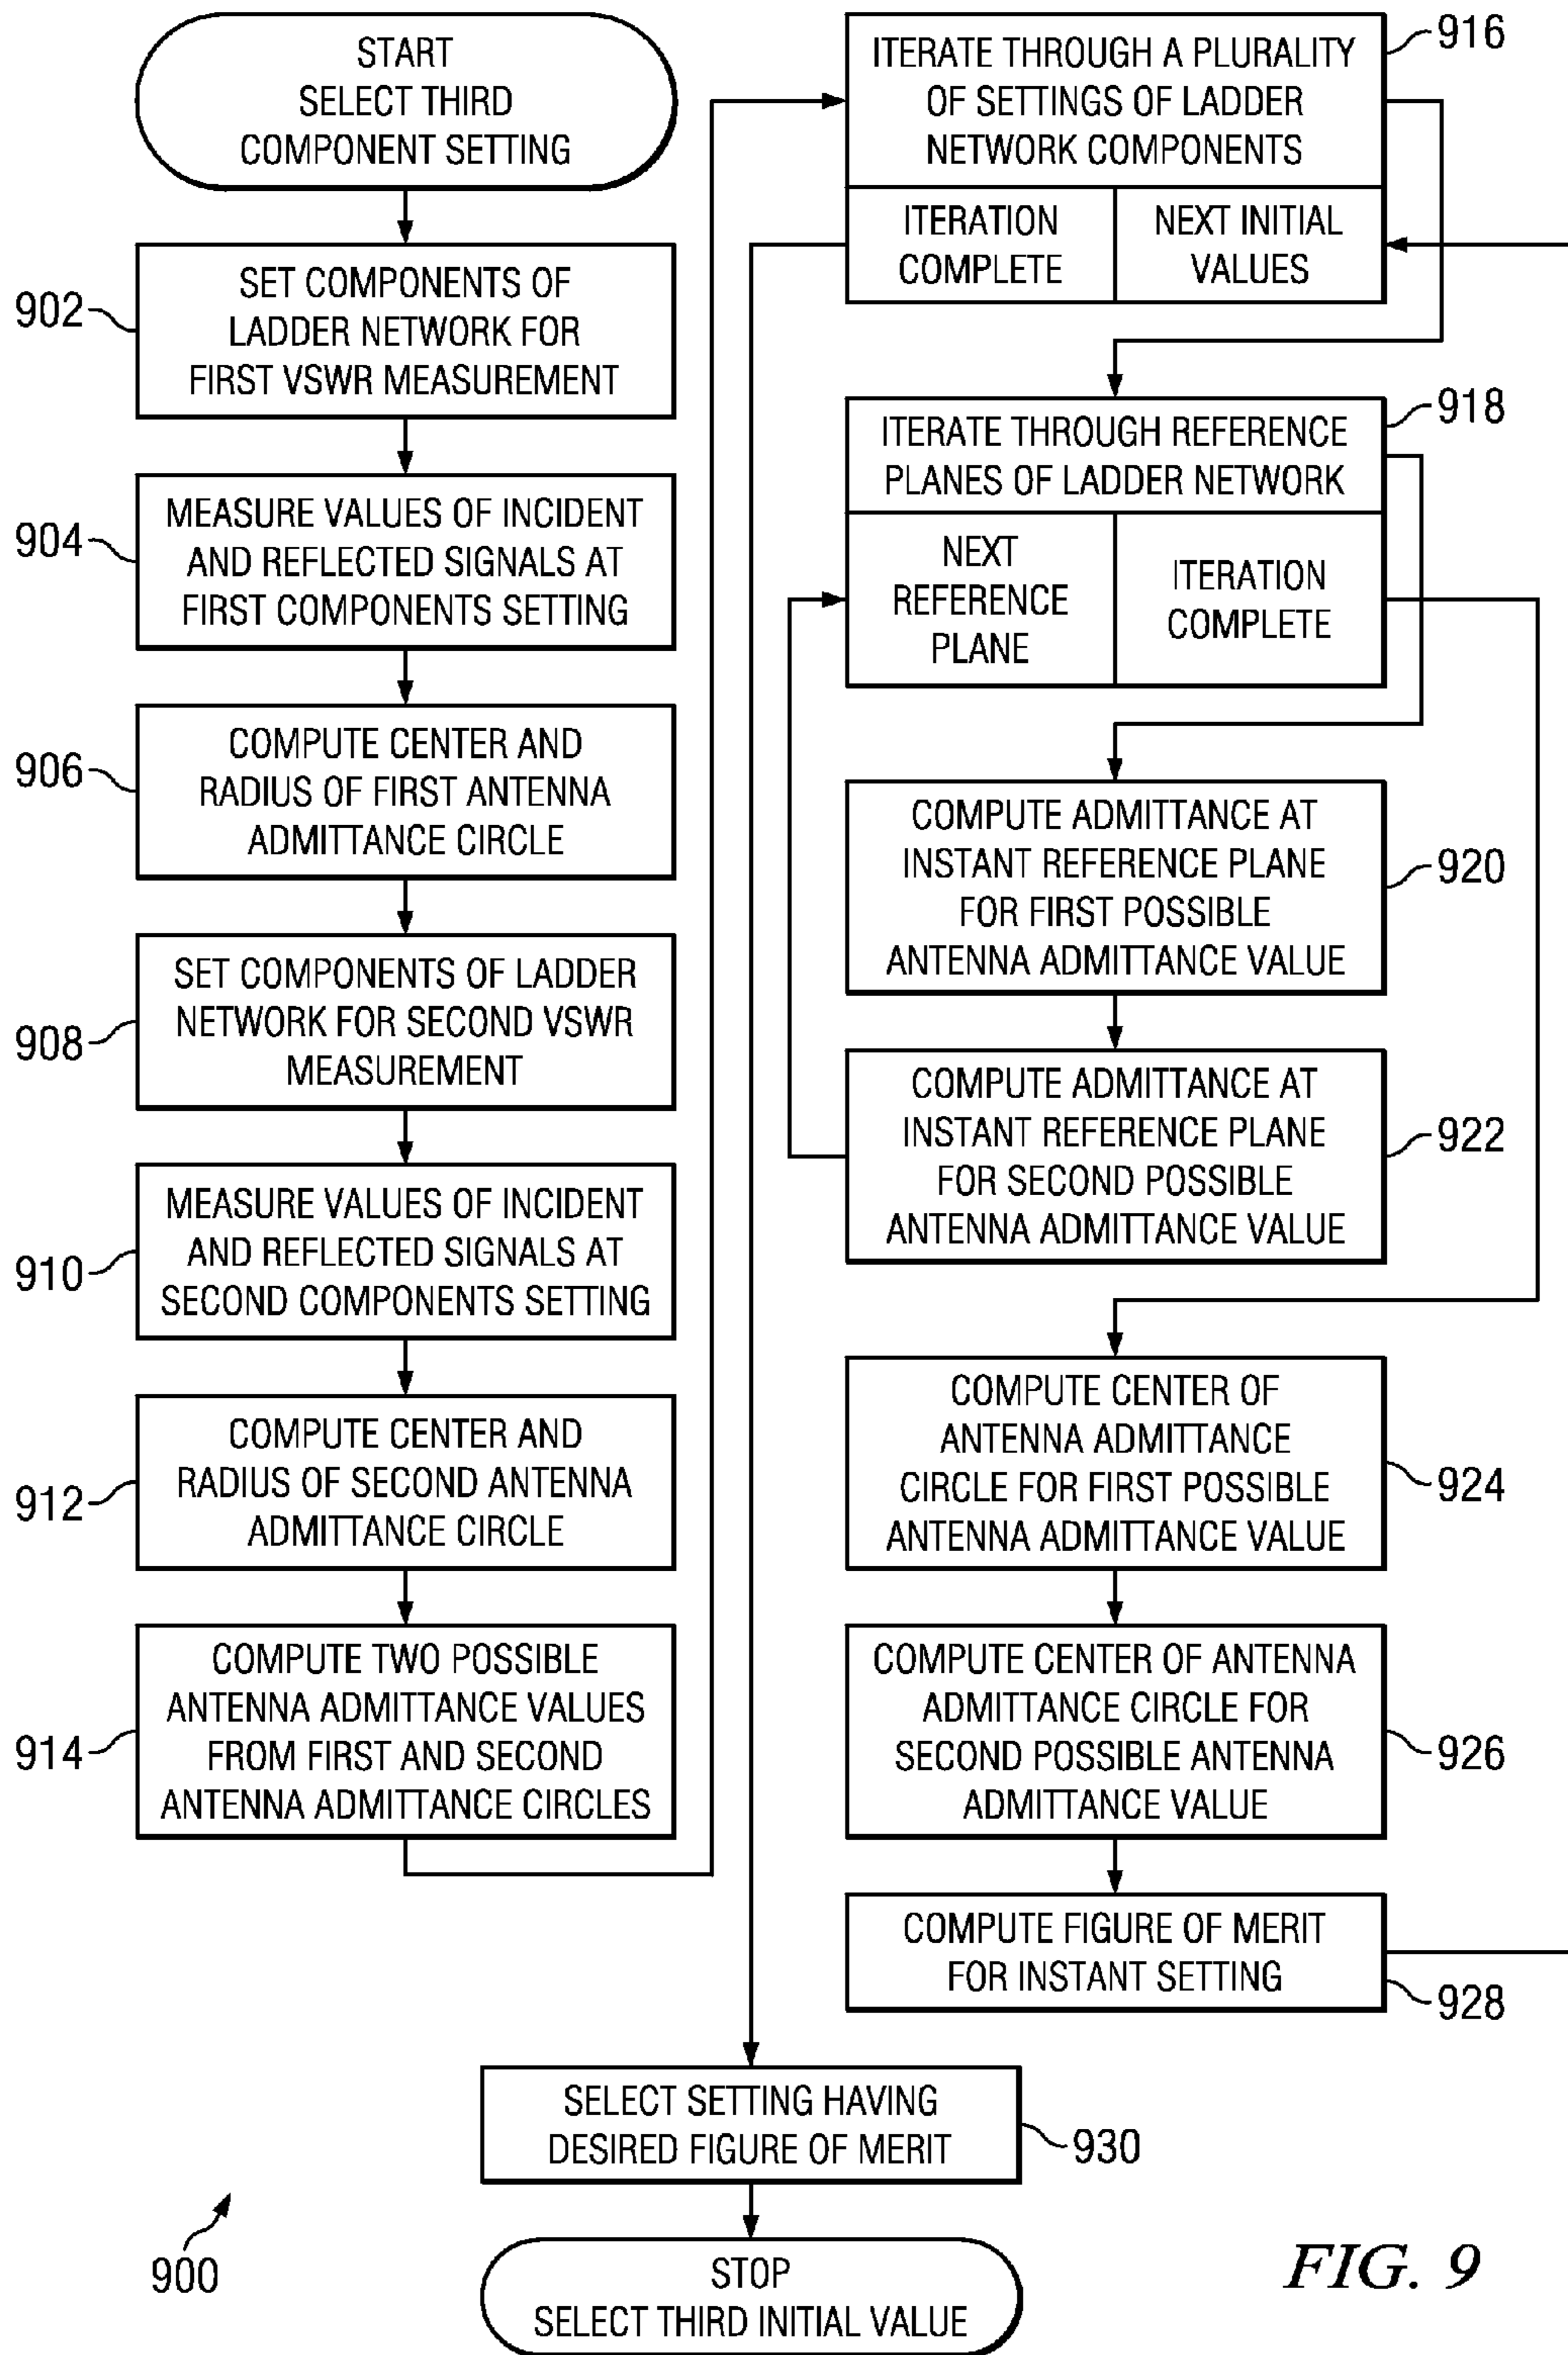 START
SELECT THIRD
COMPONENT SETTING
902
SET COMPONENTS OF
LADDER NETWORK FOR
FIRST VSWR MEASUREMENT
904
MEASURE VALUES OF INCIDENT
AND REFLECTED SIGNALS AT
FIRST COMPONENTS SETTING
906
COMPUTE CENTER AND
RADIUS OF FIRST ANTENNA
ADMITTANCE CIRCLE
908
SET COMPONENTS OF LADDER
NETWORK FOR SECOND VSWR
MEASUREMENT
910
MEASURE VALUES OF INCIDENT
AND REFLECTED SIGNALS AT
SECOND COMPONENTS SETTING
912
COMPUTE CENTER AND
RADIUS OF SECOND ANTENNA
ADMITTANCE CIRCLE
914
COMPUTE TWO POSSIBLE
ANTENNA ADMITTANCE VALUES
FROM FIRST AND SECOND
ANTENNA ADMITTANCE CIRCLES
916
ITERATE THROUGH A PLURALITY
OF SETTINGS OF LADDER
NETWORK COMPONENTS
ITERATION
COMPLETE
NEXT INITIAL
VALUES
918
ITERATE THROUGH REFERENCE
PLANES OF LADDER NETWORK
NEXT
REFERENCE
PLANE
ITERATION
COMPLETE
COMPUTE ADMITTANCE AT
INSTANT REFERENCE PLANE
FOR FIRST POSSIBLE
ANTENNA ADMITTANCE VALUE
920
COMPUTE ADMITTANCE AT
INSTANT REFERENCE PLANE
FOR SECOND POSSIBLE
ANTENNA ADMITTANCE VALUE
922
COMPUTE CENTER OF
ANTENNA ADMITTANCE
CIRCLE FOR FIRST POSSIBLE
ANTENNA ADMITTANCE VALUE
924
COMPUTE CENTER OF ANTENNA
ADMITTANCE CIRCLE FOR
SECOND POSSIBLE ANTENNA
ADMITTANCE VALUE
926
COMPUTE FIGURE OF MERIT
FOR INSTANT SETTING
928
SELECT SETTING HAVING
DESIRED FIGURE OF MERIT
930
STOP
SELECT THIRD INITIAL VALUE
900
FIG. 9